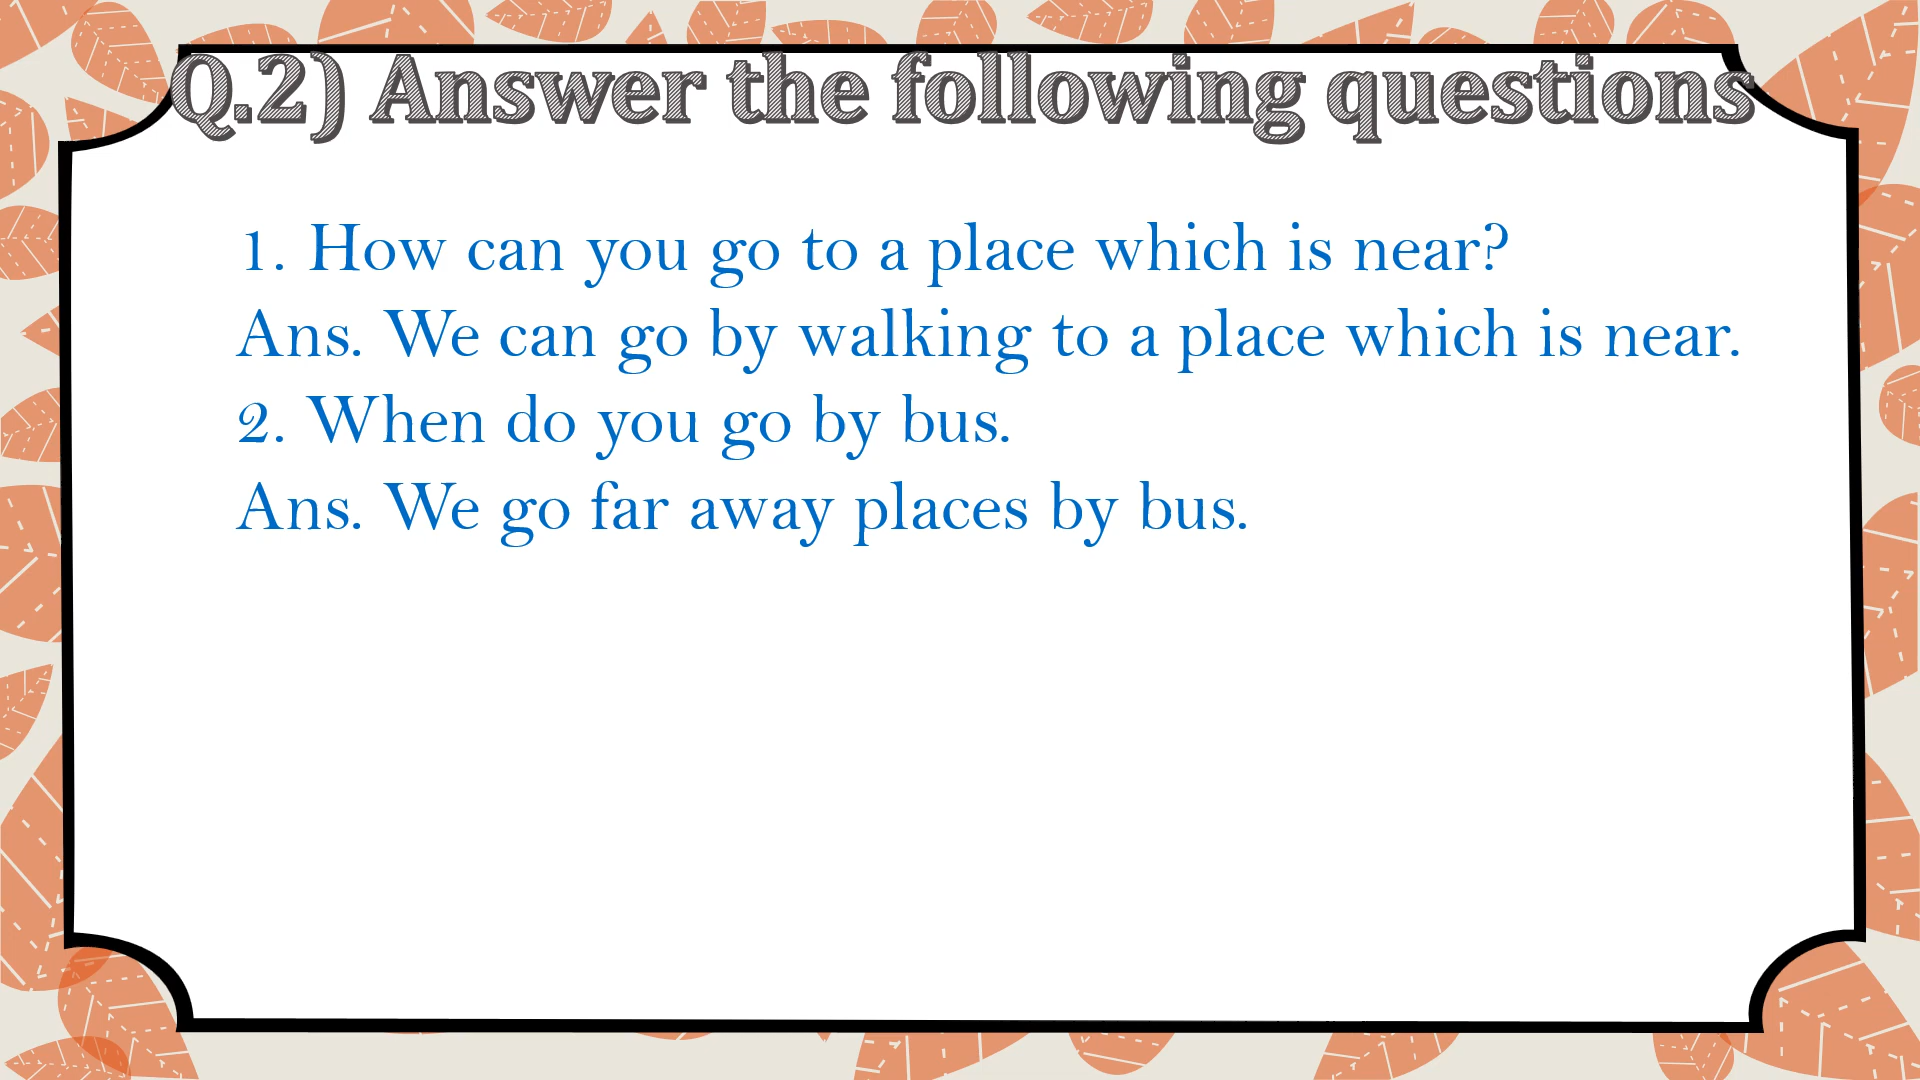 Q.2) Answer the following questions
1. How can you go to a place which is near?
Ans. We can go by walking to a place which is near.
2. When do you go by bus.
Ans. We go far away places by bus.